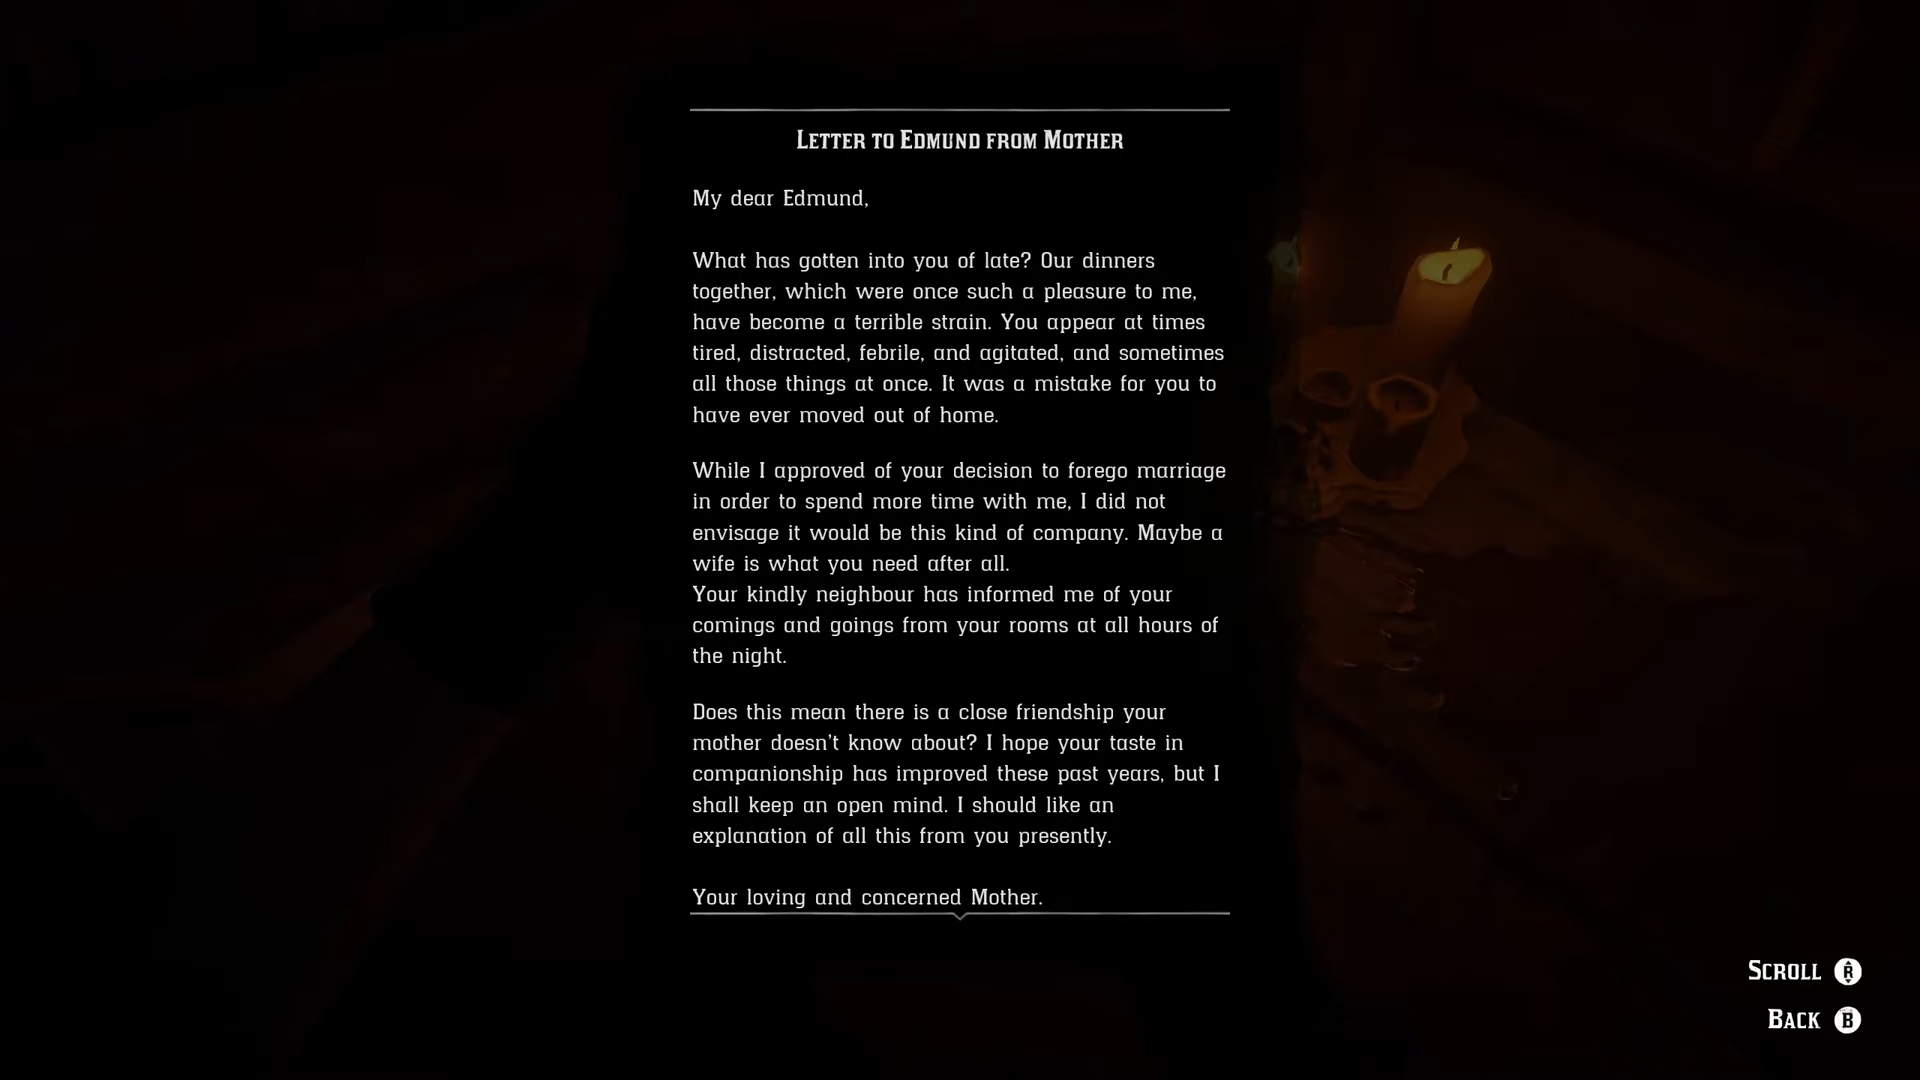 LETTER TO EDMUND FROM MOTHER
My dear Edmund,
What has gotten into you of late? Our dinners
together, which were once such a pleasure to me,
have become a terrible strain. You appear at times
tired, distracted, febrile, and agitated, and sometimes
all those things at once. It was a mistake for you to
have ever moved out of home.
While I approved of your decision to forego marriage
in order to spend more time with me, I did not
envisage it would be this kind of company. Maybe a
wife is what you need after all.
Your kindly neighbour has informed me of your
comings and goings from your rooms at all hours of
the night.
Does this mean there is a close friendship your
mother doesn't know about? I hope your taste in
companionship has improved these past years, but I
shall keep an open mind. I should like an
explanation of all this from you presently.
Your loving and concerned Mother.
SCROLL R
BACK B